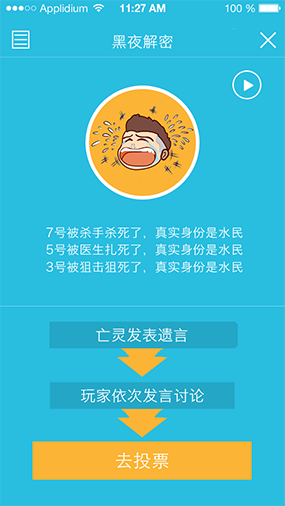 ●●●○○ Applidium 11:27 AM 100 %
黑夜解密
7号被杀手杀死了，真实身份是水民
5号被医生扎死了，真实身份是水民
3号被狙击狙死了，真实身份是水民
亡灵发表遗言
玩家依次发言讨论
去投票